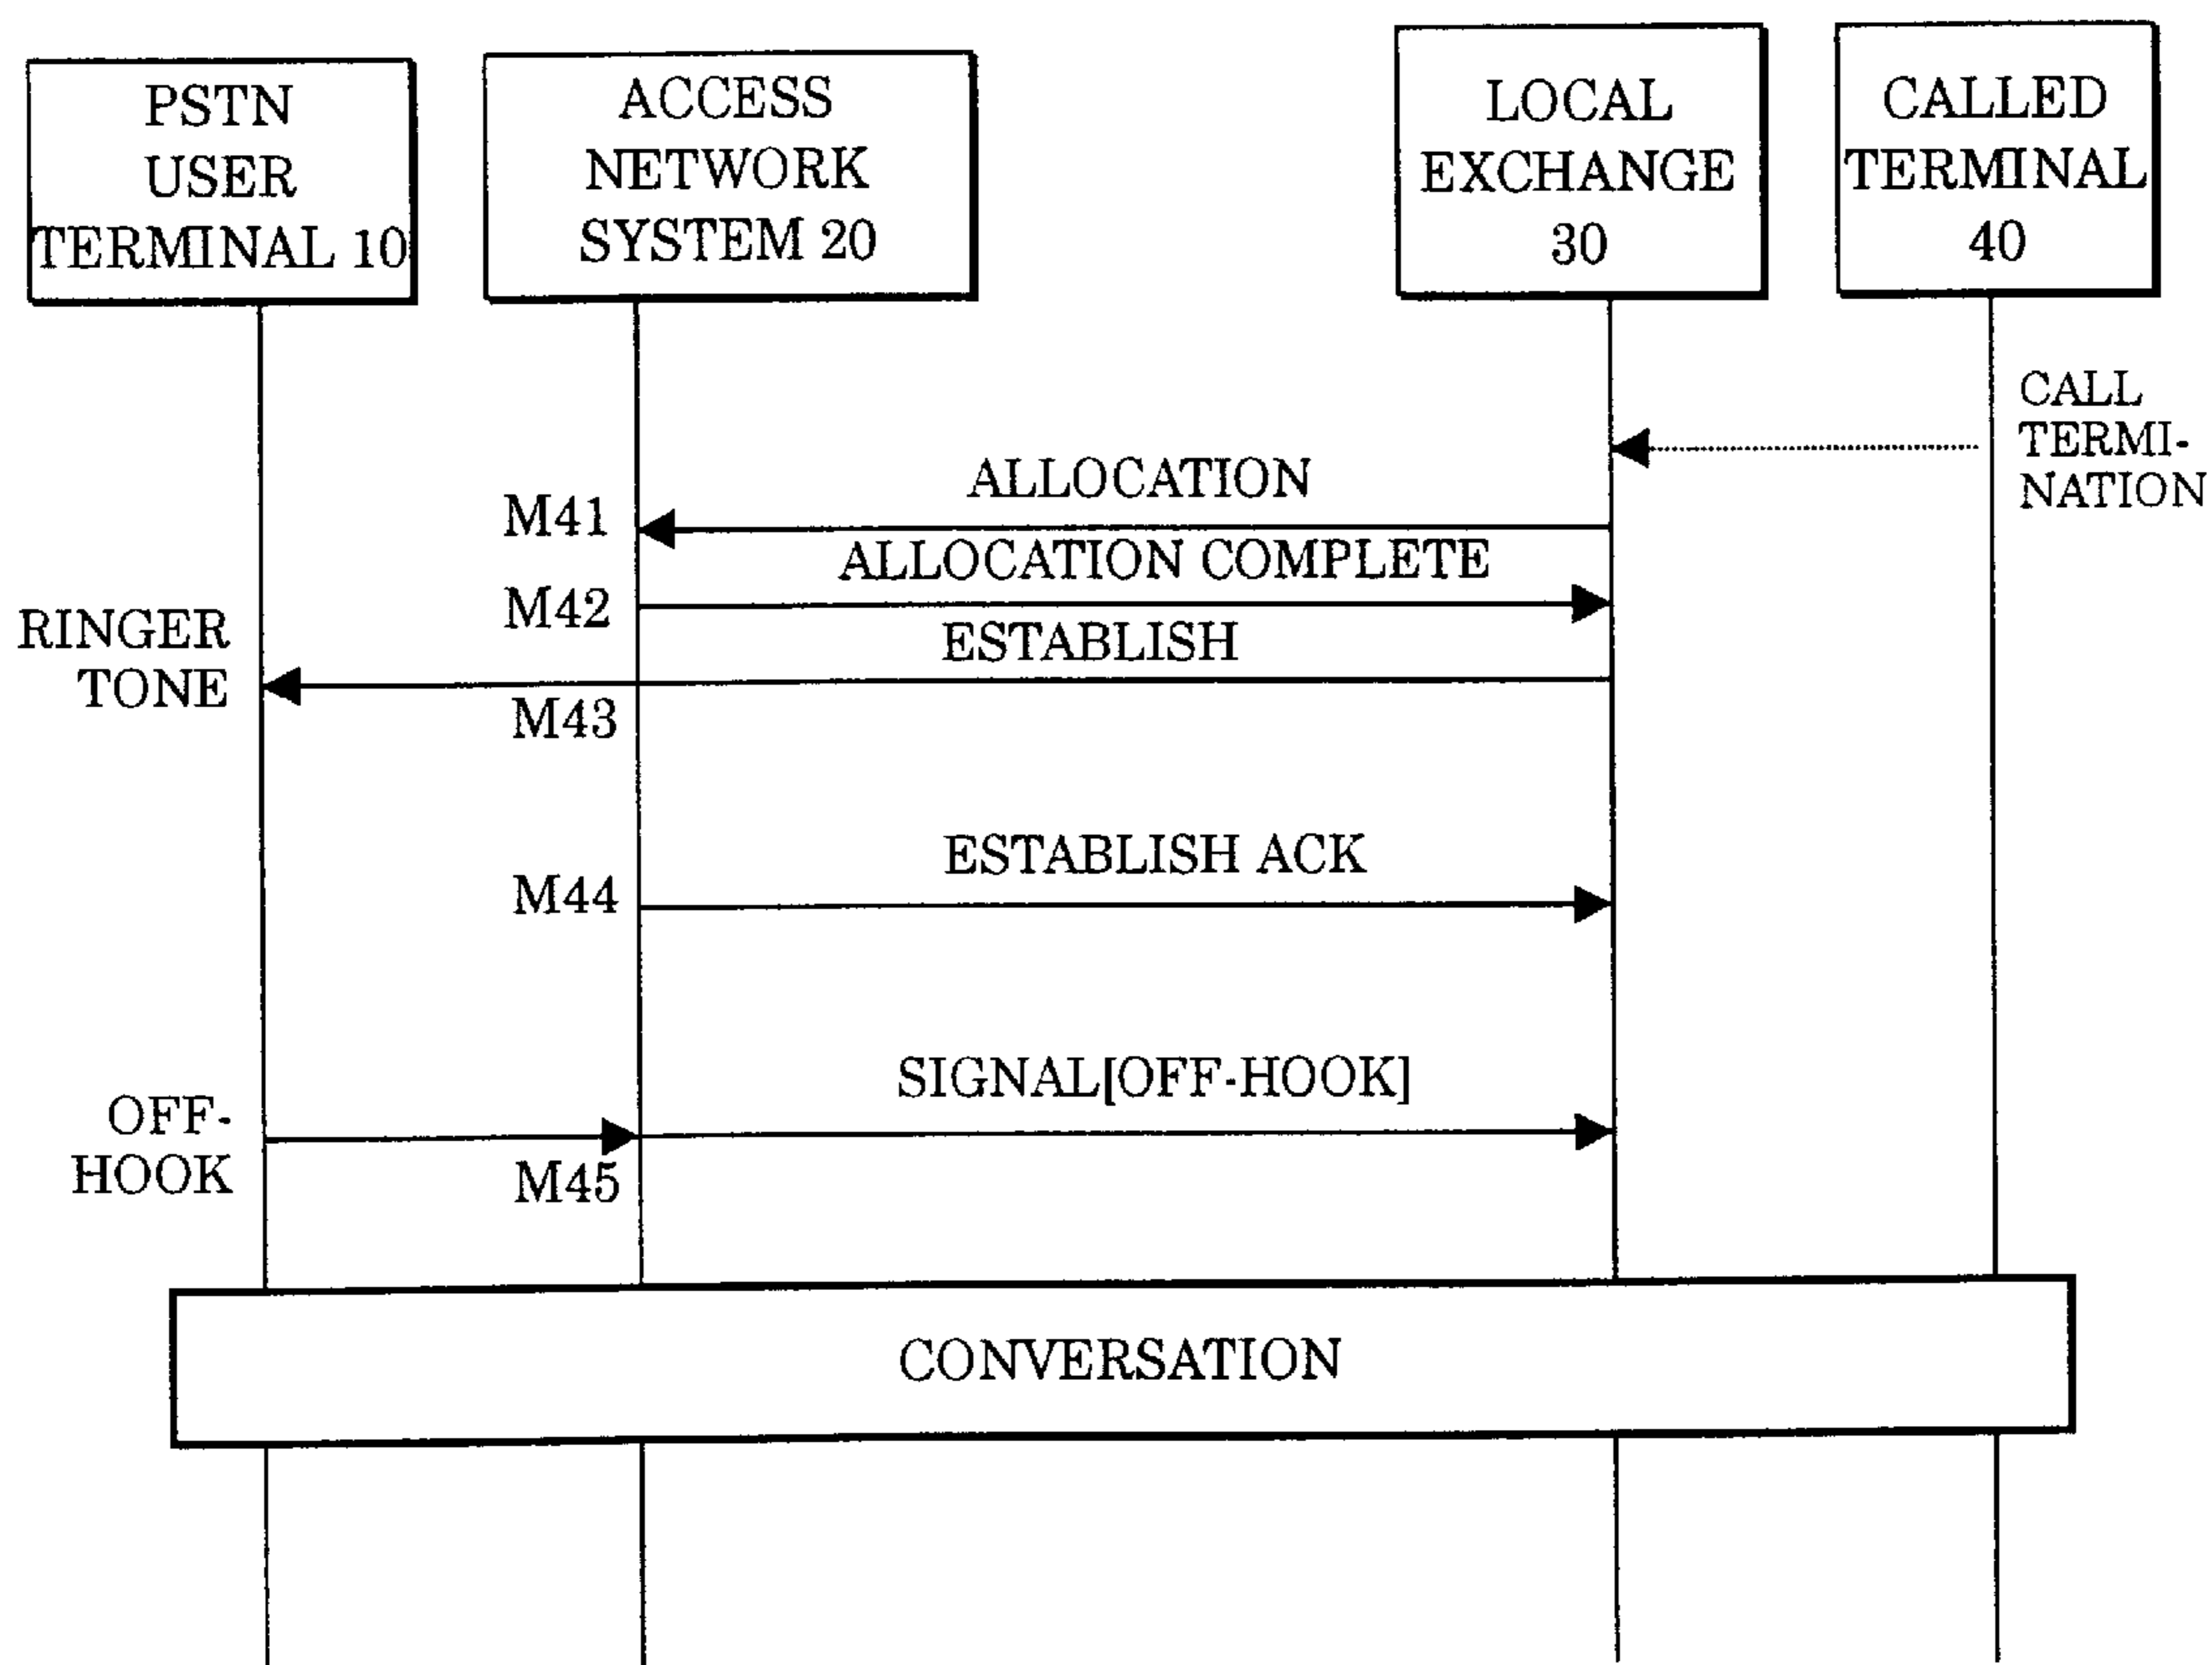 PSTN
USER
TERMINAL 10
ACCESS
NETWORK
SYSTEM 20
LOCAL
EXCHANGE
30
CALLED
TERMINAL
40
CALL
TERMI-
NATION
ALLOCATION
M41
ALLOCATION COMPLETE
M42
RINGER
TONE
ESTABLISH
M43
ESTABLISH ACK
M44
SIGNAL[OFF-HOOK]
OFF-
HOOK
M45
CONVERSATION